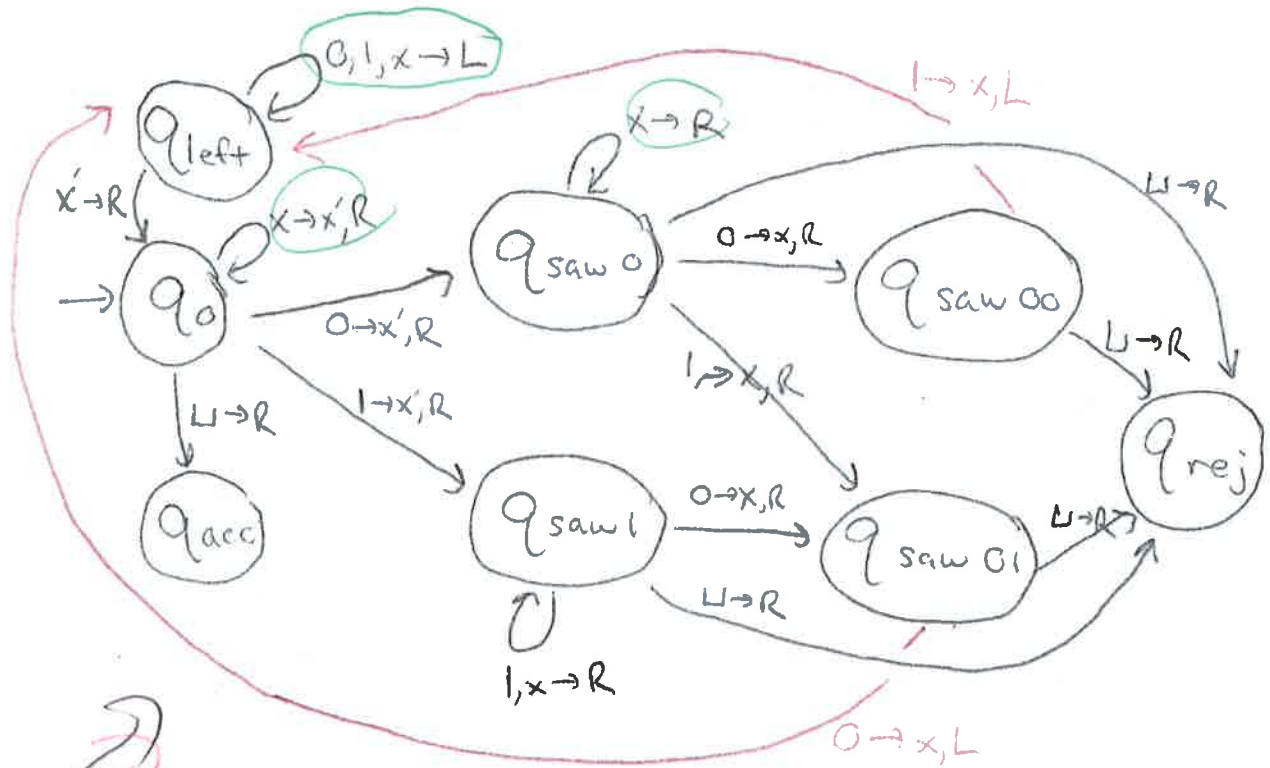 0,1,x→L
1→x,L
q left
x→R
x'→R
x→x',R
⊔→R
0→x,R
q saw 0
q saw 00
q0
0→x',R
⊔→R
1→x,R
1→x',R
⊔→R
q rej
0→x,R
q saw 1
q acc
⊔→R
q saw 01
⊔→R
1,x→R
0→x,L